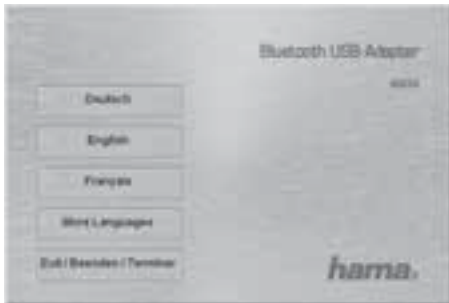 Bluetooth USB Adapter
Deutsch
English
Français
More Languages
Exit / Beenden / Terminer
hama.